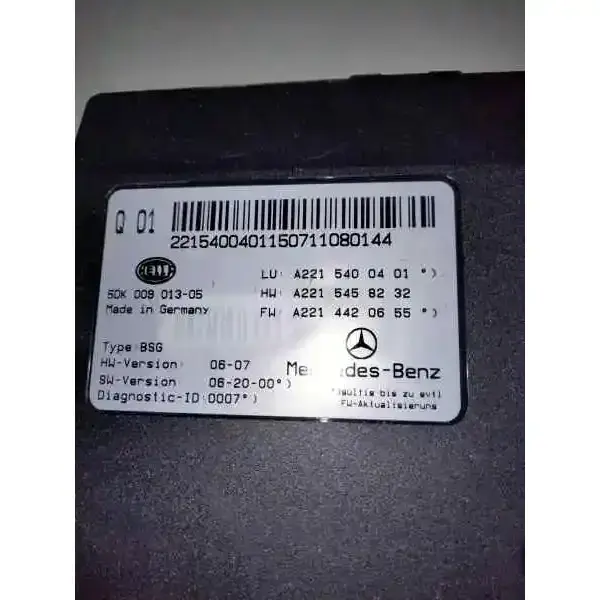 Q 01
2215400401150711080144
HELLA
LU: A221 540 04 01 °)
5DK 009 013-05 HW: A221 545 82 32
Made in Germany FW: A221 442 06 55 °)
Type: BSG
HW-Version: 06-07 Mercedes-Benz
SW-Version: 06-20-00°)
Diagnostic-ID:0007°) °)gültig bis zu evtl
FW-Aktualisierung